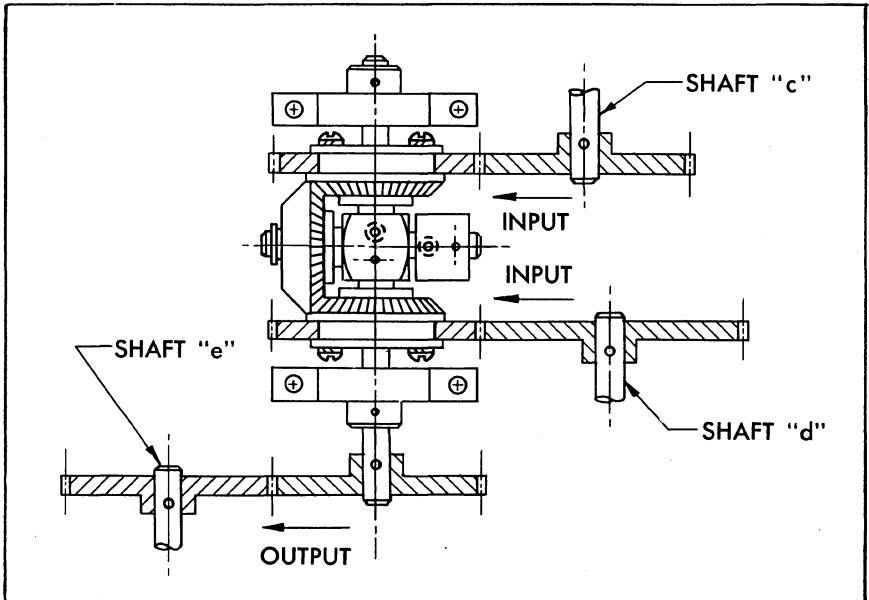 SHAFT "c"
INPUT
INPUT
SHAFT "e"
SHAFT "d"
OUTPUT